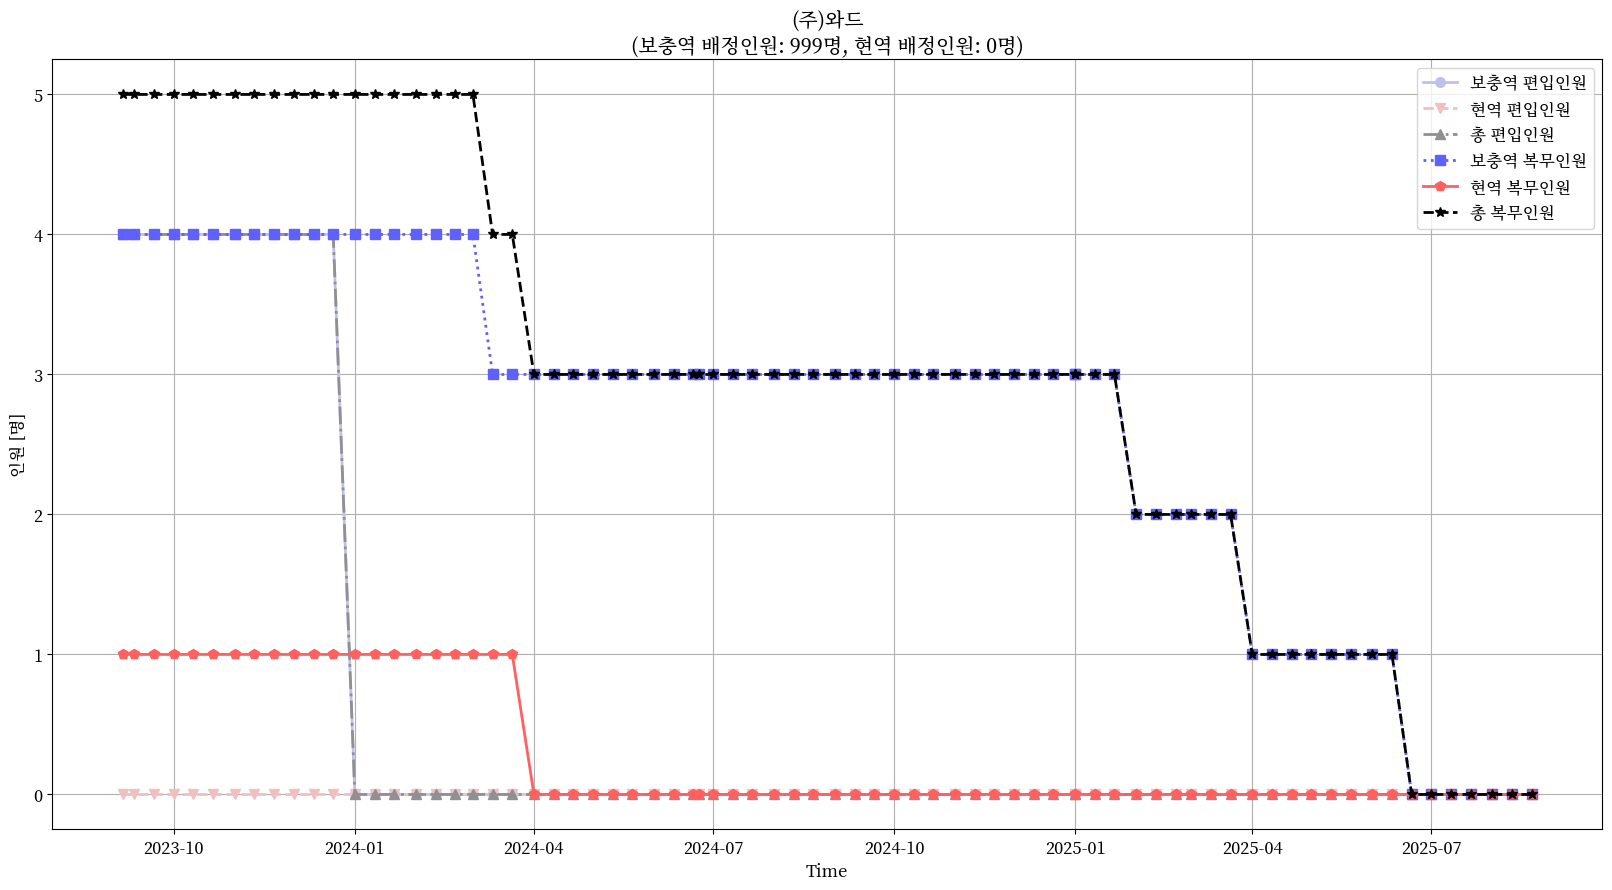 (주)와드
(보충역 배정인원: 999명, 현역 배정인원: 0명)
보충역 편입인원
현역 편입인원
총 편입인원
보충역 복무인원
현역 복무인원
총 복무인원
인원 [명]
5
4
3
2
1
0
2023-10
2024-01
2024-04
2024-07
2024-10
2025-01
2025-04
2025-07
Time